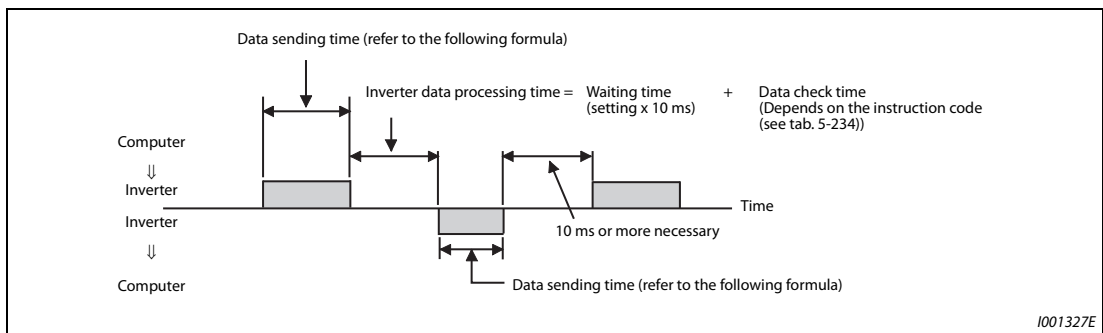 Data sending time (refer to the following formula)
Inverter data processing time = Waiting time + Data check time
(setting x 10 ms) (Depends on the instruction code
(see tab. 5-234))
Computer
⇓
Inverter
Time
Inverter
10 ms or more necessary
⇓
Computer
Data sending time (refer to the following formula)
I001327E